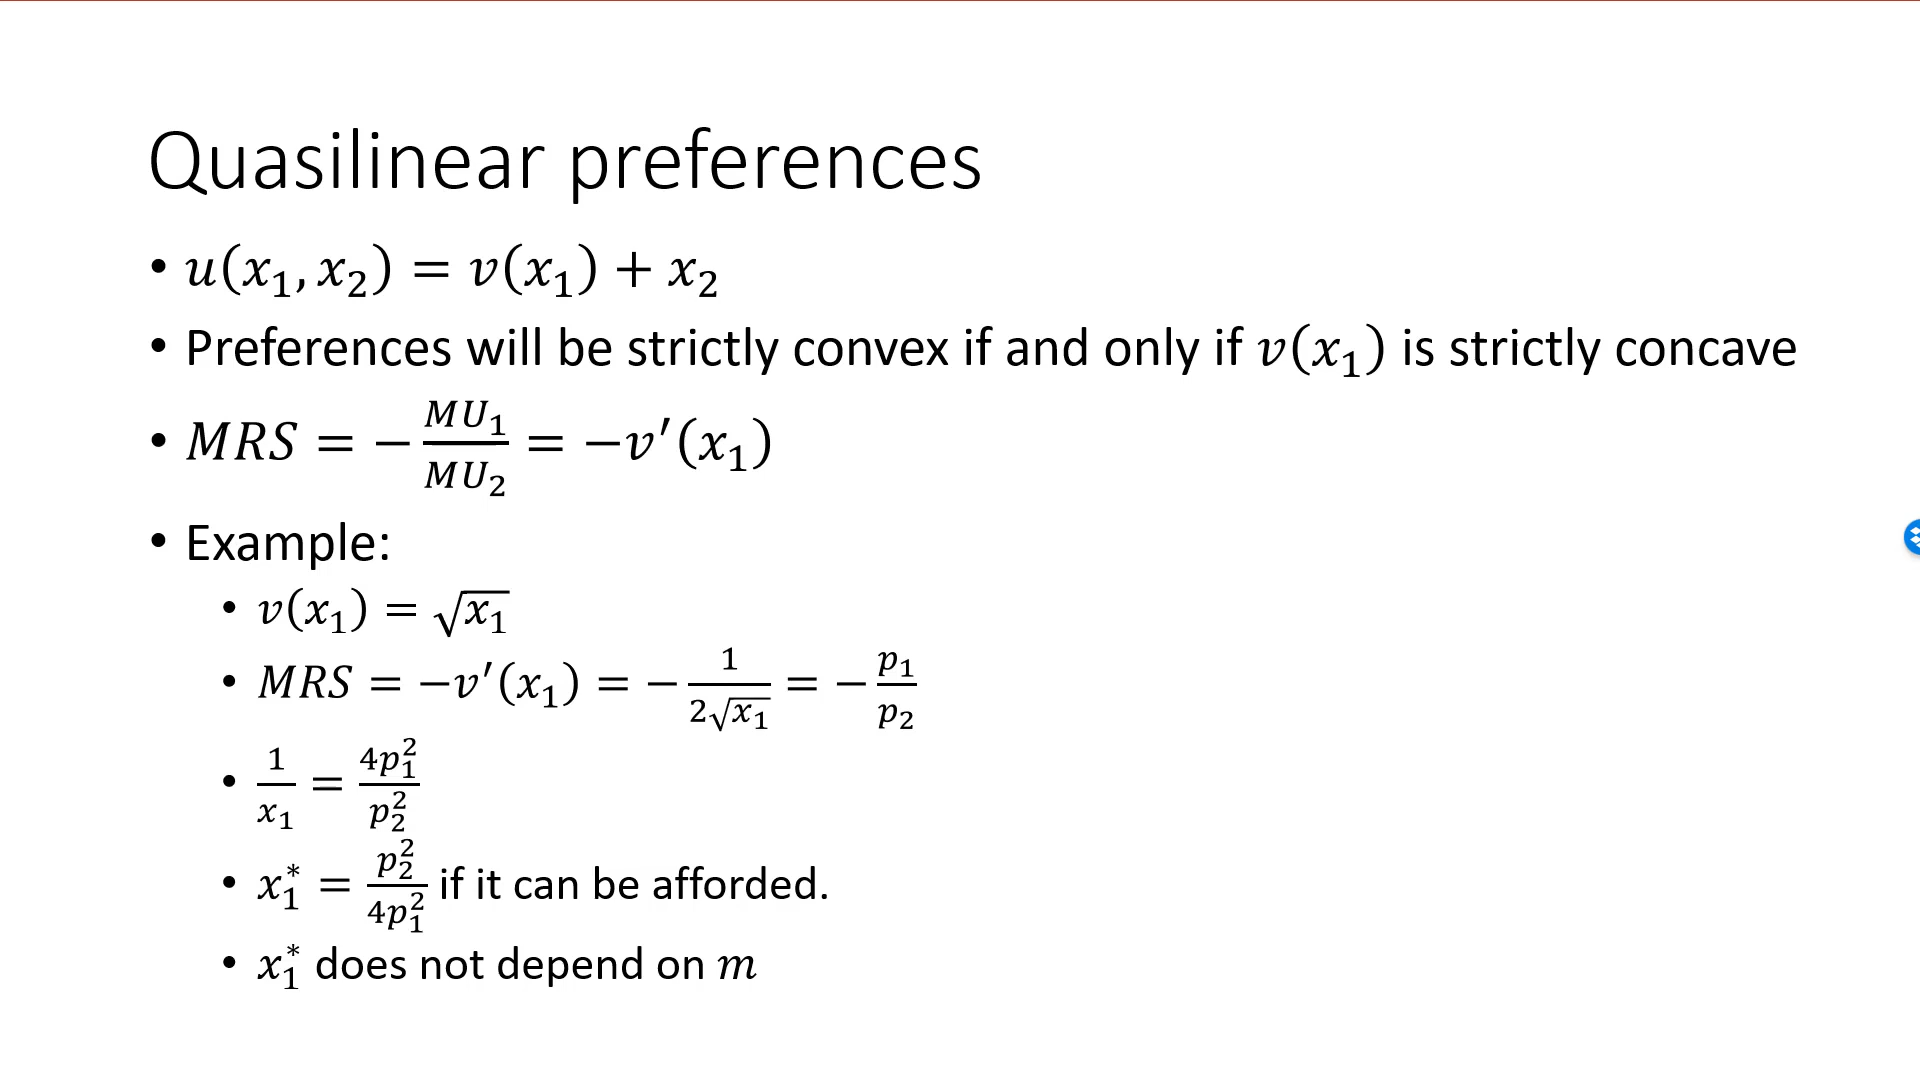 Quasilinear preferences
• 𝑢(𝑥₁, 𝑥₂) = 𝑣(𝑥₁) + 𝑥₂
• Preferences will be strictly convex if and only if 𝑣(𝑥₁) is strictly concave
• 𝑀𝑅𝑆 = −𝑀𝑈₁/𝑀𝑈₂ = −𝑣′(𝑥₁)
• Example:
• 𝑣(𝑥₁) = √𝑥₁
• 𝑀𝑅𝑆 = −𝑣′(𝑥₁) = −1/(2√𝑥₁) = −𝑝₁/𝑝₂
• 1/𝑥₁ = 4𝑝₁²/𝑝₂²
• 𝑥₁* = 𝑝₂²/4𝑝₁² if it can be afforded.
• 𝑥₁* does not depend on 𝑚